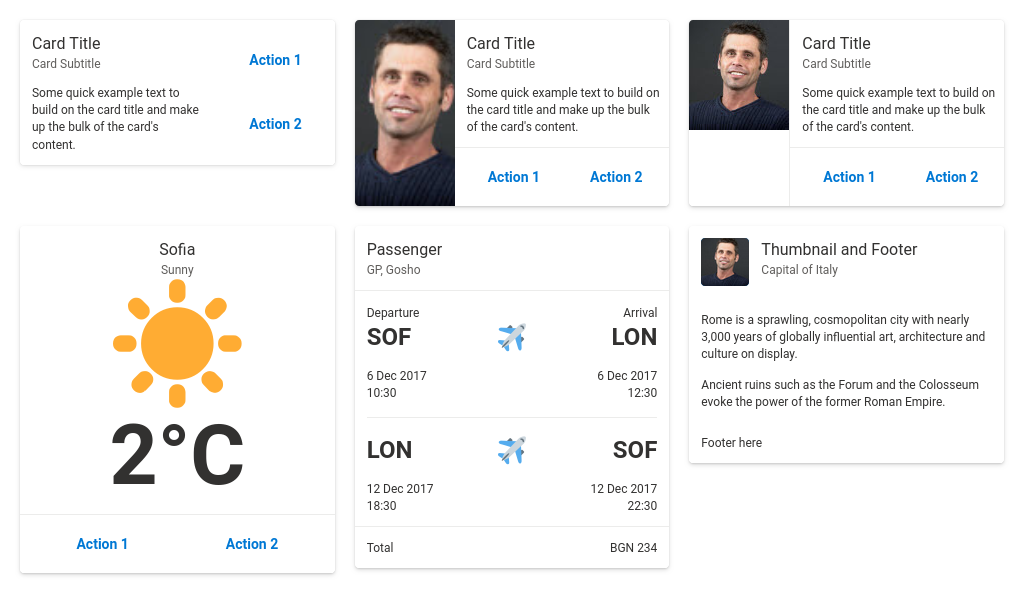 Card Title
Card Subtitle
Some quick example text to
build on the card title and make
up the bulk of the card's
content.
Action 1
Action 2
Card Title
Card Subtitle
Some quick example text to build on
the card title and make up the bulk
of the card's content.
Action 1
Action 2
Card Title
Card Subtitle
Some quick example text to build on
the card title and make up the bulk
of the card's content.
Action 1
Action 2
Sofia
Sunny
2°C
Action 1
Action 2
Passenger
GP, Gosho
Departure
Arrival
SOF
LON
6 Dec 2017
6 Dec 2017
10:30
12:30
LON
SOF
12 Dec 2017
12 Dec 2017
18:30
22:30
Total
BGN 234
Thumbnail and Footer
Capital of Italy
Rome is a sprawling, cosmopolitan city with nearly
3,000 years of globally influential art, architecture and
culture on display.
Ancient ruins such as the Forum and the Colosseum
evoke the power of the former Roman Empire.
Footer here